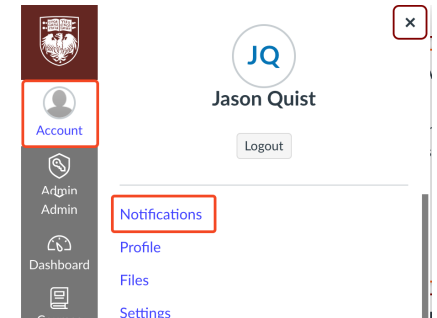 JQ
Jason Quist
Logout
Account
Admin
Admin
Dashboard
Notifications
Profile
Files
Settings